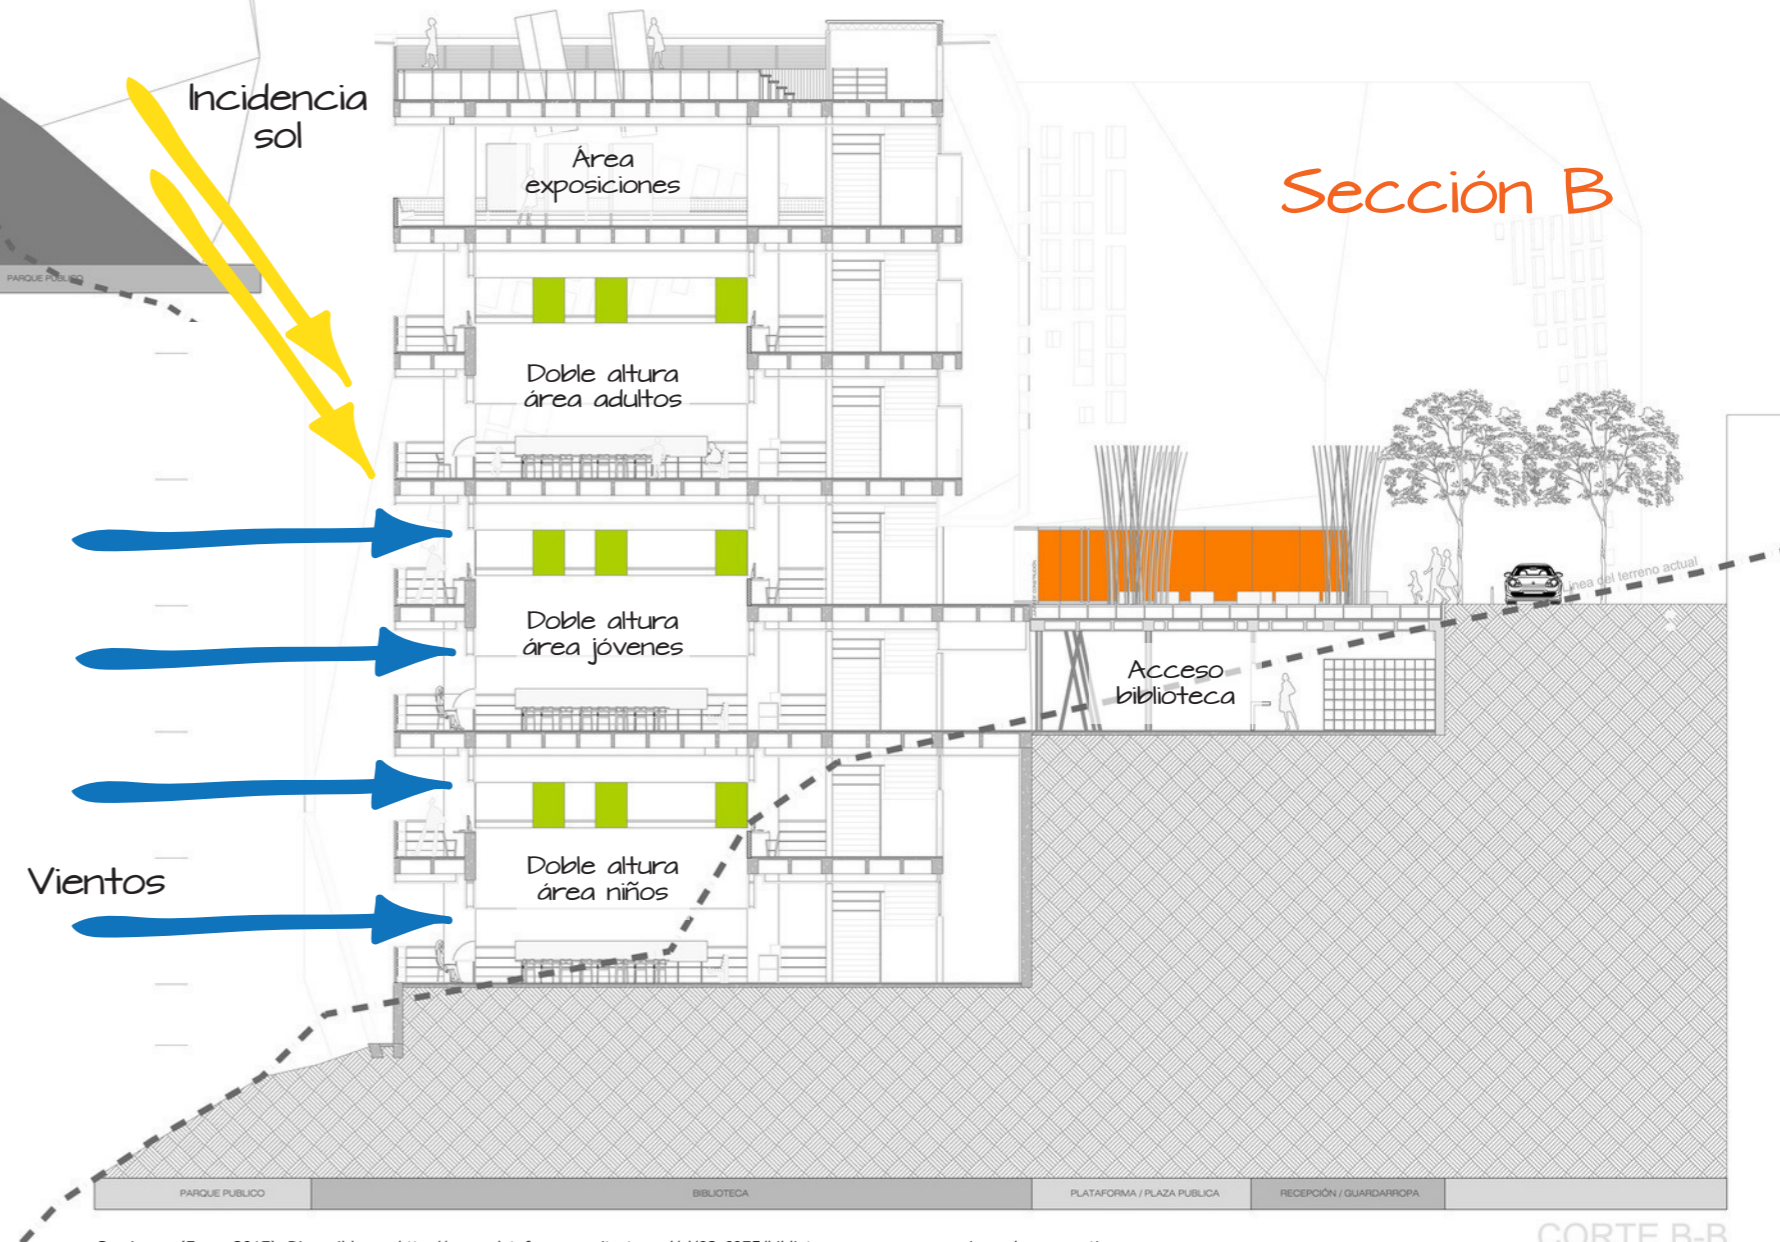 Incidencia
sol
Área
exposiciones
Sección B
PARQUE PUBLICO
Doble altura
área adultos
Línea del terreno actual
Doble altura
área jóvenes
Acceso
biblioteca
Vientos
Doble altura
área niños
PARQUE PUBLICO
BIBLIOTECA
PLATAFORMA / PLAZA PUBLICA
RECEPCIÓN / GUARDARROPA
CORTE B-B